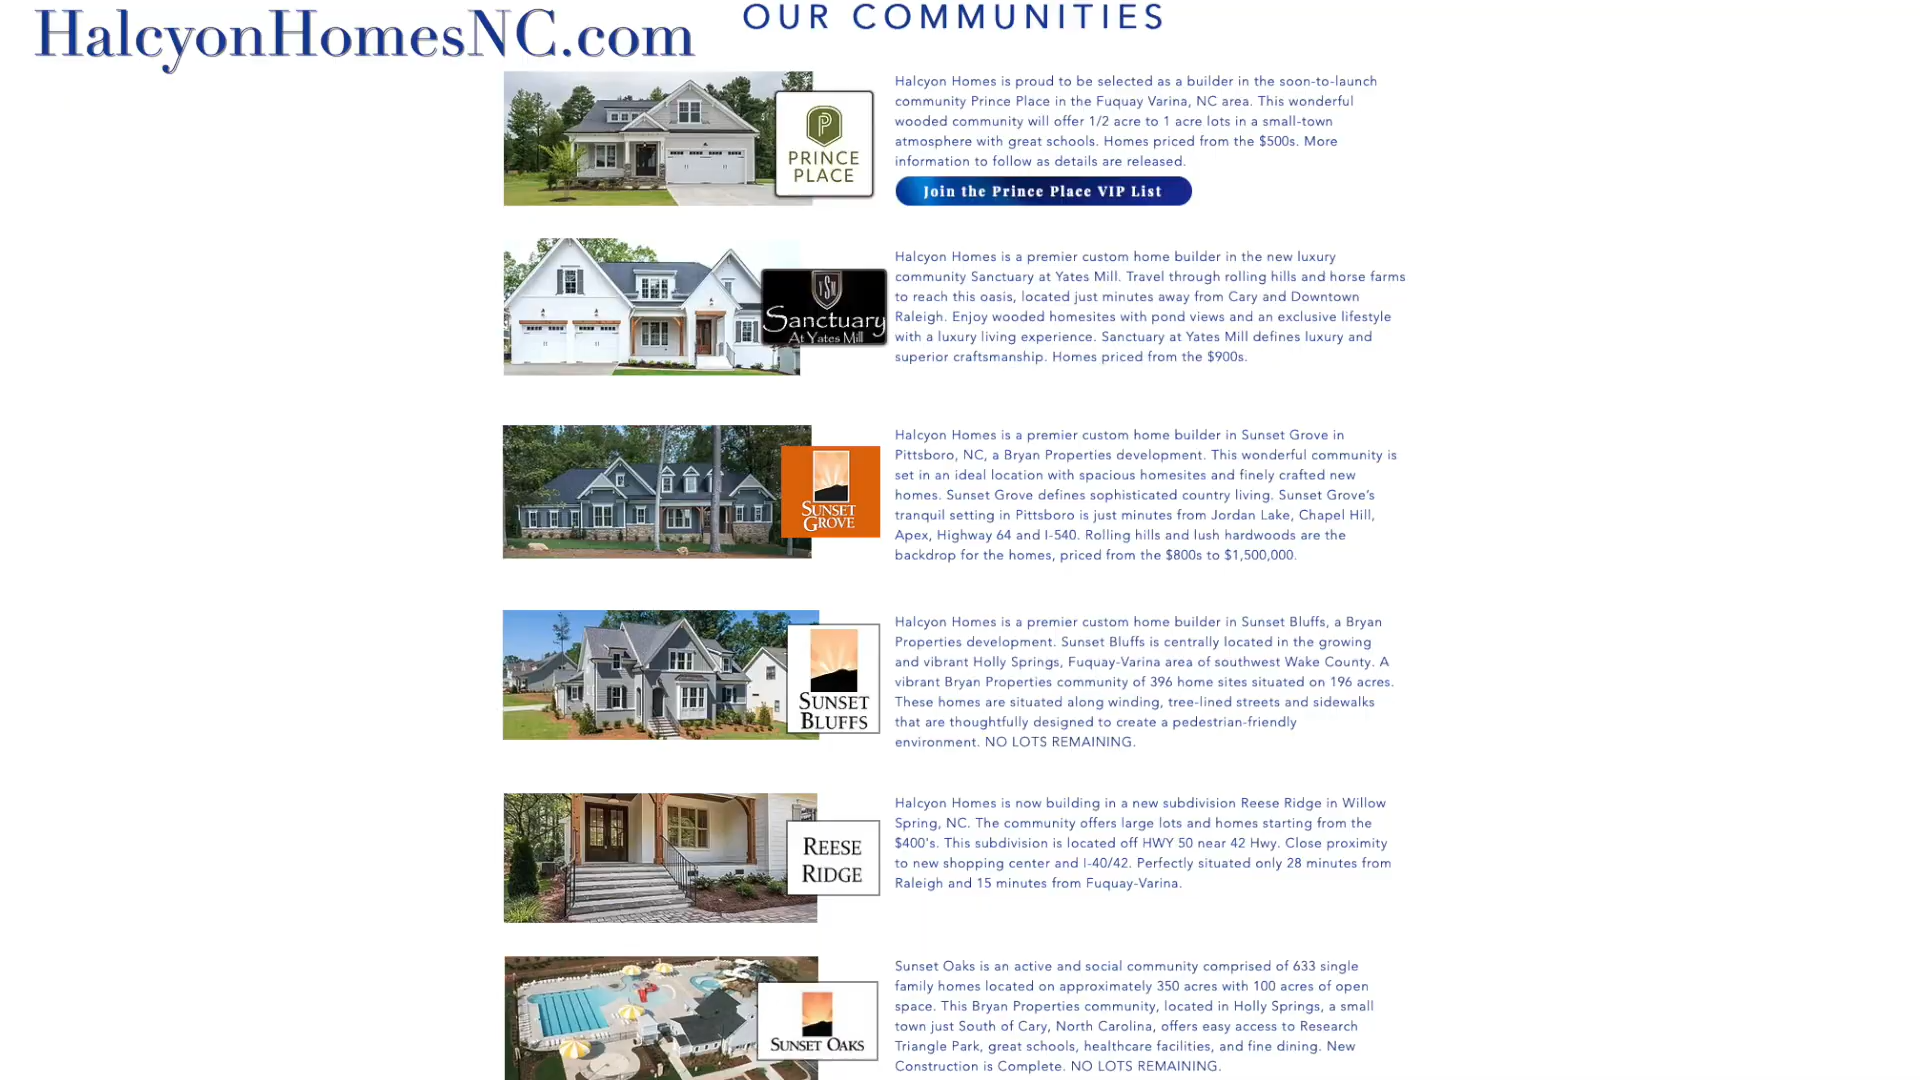 HalcyonHomesNC.com
OUR COMMUNITIES
PRINCE
PLACE
Halcyon Homes is proud to be selected as a builder in the soon-to-launch
community Prince Place in the Fuquay Varina, NC area. This wonderful
wooded community will offer 1/2 acre to 1 acre lots in a small-town
atmosphere with great schools. Homes priced from the $500s. More
information to follow as details are released.
Join the Prince Place VIP List
YSM
Sanctuary
At Yates Mill
Halcyon Homes is a premier custom home builder in the new luxury
community Sanctuary at Yates Mill. Travel through rolling hills and horse farms
to reach this oasis, located just minutes away from Cary and Downtown
Raleigh. Enjoy wooded homesites with pond views and an exclusive lifestyle
with a luxury living experience. Sanctuary at Yates Mill defines luxury and
superior craftsmanship. Homes priced from the $900s.
SUNSET
GROVE
Halcyon Homes is a premier custom home builder in Sunset Grove in
Pittsboro, NC, a Bryan Properties development. This wonderful community is
set in an ideal location with spacious homesites and finely crafted new
homes. Sunset Grove defines sophisticated country living. Sunset Grove’s
tranquil setting in Pittsboro is just minutes from Jordan Lake, Chapel Hill,
Apex, Highway 64 and I-540. Rolling hills and lush hardwoods are the
backdrop for the homes, priced from the $800s to $1,500,000.
SUNSET
BLUFFS
Halcyon Homes is a premier custom home builder in Sunset Bluffs, a Bryan
Properties development. Sunset Bluffs is centrally located in the growing
and vibrant Holly Springs, Fuquay-Varina area of southwest Wake County. A
vibrant Bryan Properties community of 396 home sites situated on 196 acres.
These homes are situated along winding, tree-lined streets and sidewalks
that are thoughtfully designed to create a pedestrian-friendly
environment. NO LOTS REMAINING.
REESE
RIDGE
Halcyon Homes is now building in a new subdivision Reese Ridge in Willow
Spring, NC. The community offers large lots and homes starting from the
$400's. This subdivision is located off HWY 50 near 42 Hwy. Close proximity
to new shopping center and I-40/42. Perfectly situated only 28 minutes from
Raleigh and 15 minutes from Fuquay-Varina.
SUNSET OAKS
Sunset Oaks is an active and social community comprised of 633 single
family homes located on approximately 350 acres with 100 acres of open
space. This Bryan Properties community, located in Holly Springs, a small
town just South of Cary, North Carolina, offers easy access to Research
Triangle Park, great schools, healthcare facilities, and fine dining. New
Construction is Complete. NO LOTS REMAINING.